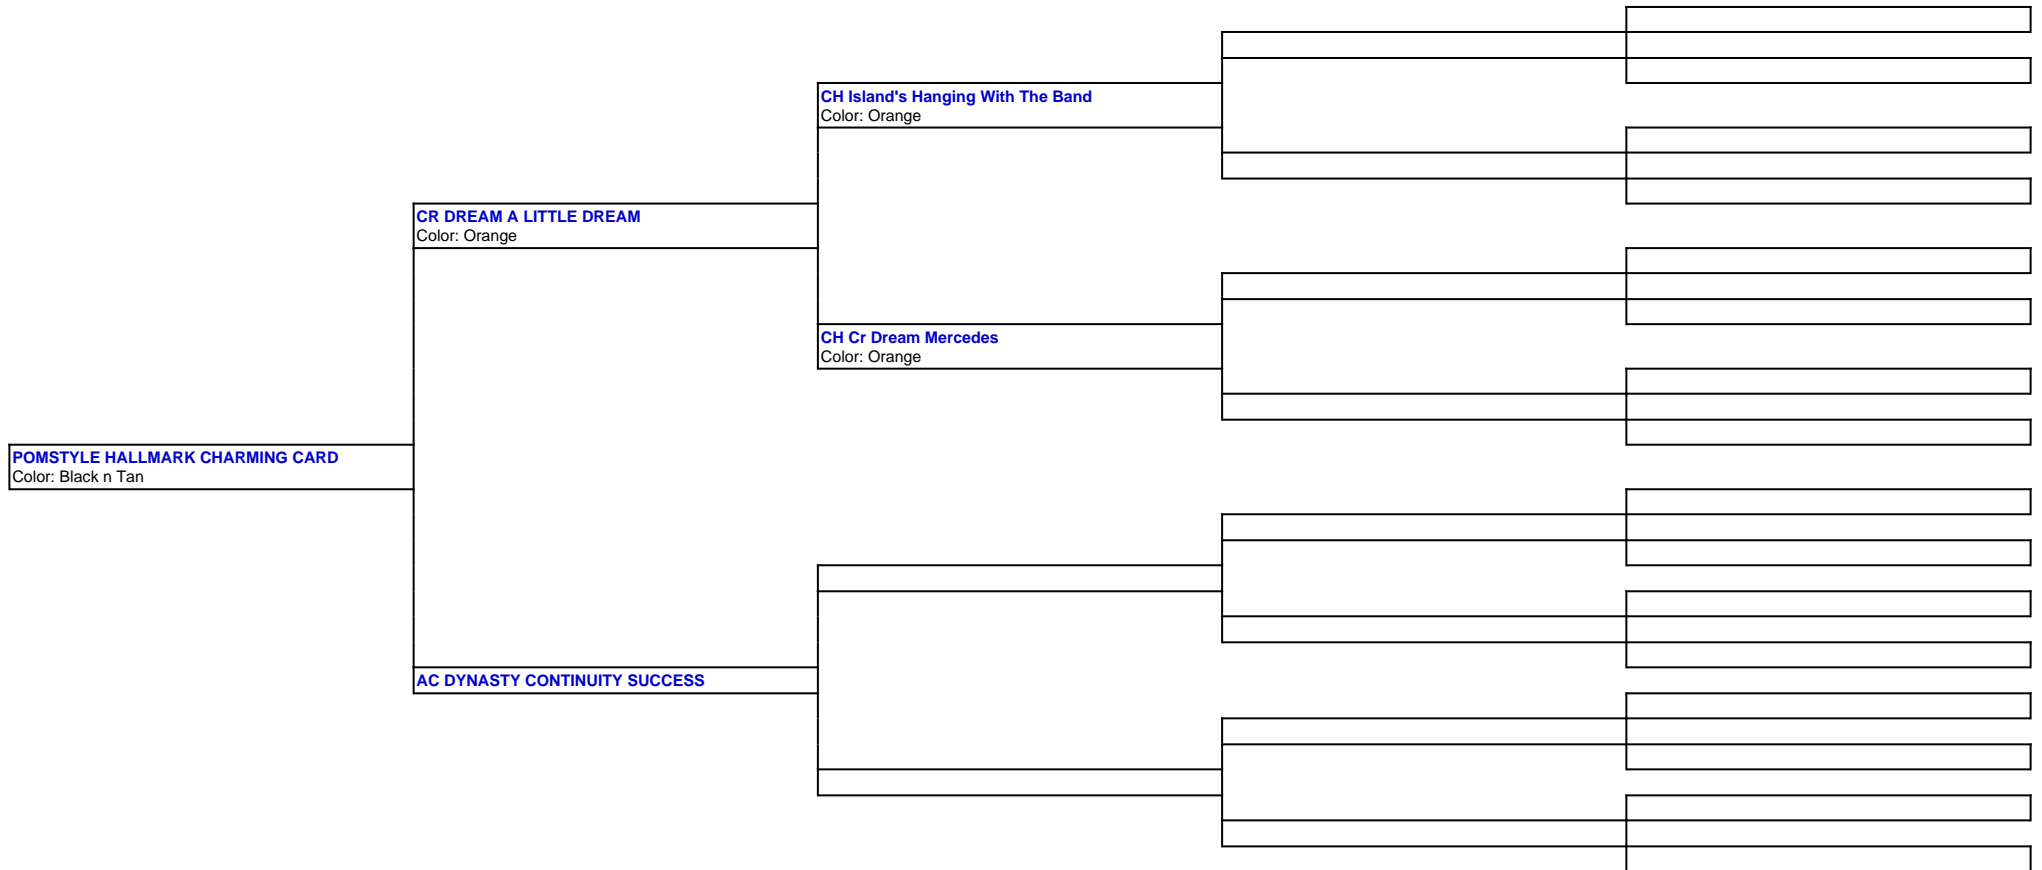 CH Island's Hanging With The Band
Color: Orange
CR DREAM A LITTLE DREAM
Color: Orange
CH Cr Dream Mercedes
Color: Orange
POMSTYLE HALLMARK CHARMING CARD
Color: Black n Tan
AC DYNASTY CONTINUITY SUCCESS